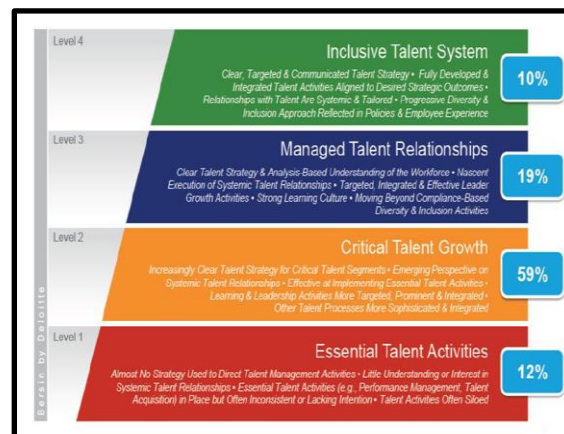 Level 4
Inclusive Talent System
Clear, Targeted & Communicated Talent Strategy • Fully Developed &
Integrated Talent Activities Aligned to Desired Strategic Outcomes •
Relationships with Talent Are Systemic & Tailored • Progressive Diversity &
Inclusion Approach Reflected in Policies & Employee Experience
10%
Level 3
Managed Talent Relationships
Clear Talent Strategy & Analysis-Based Understanding of the Workforce • Nascent
Execution of Systemic Talent Relationships • Targeted, Integrated & Effective Leader
Growth Activities • Strong Learning Culture • Moving Beyond Compliance-Based
Diversity & Inclusion Activities
19%
Level 2
Critical Talent Growth
Increasingly Clear Talent Strategy for Critical Talent Segments • Emerging Perspective on
Systemic Talent Relationships • Effective at Implementing Essential Talent Activities •
Learning & Leadership Activities More Targeted, Prominent & Integrated •
Other Talent Processes More Sophisticated & Integrated
59%
Level 1
Essential Talent Activities
Almost No Strategy Used to Direct Talent Management Activities • Little Understanding or Interest in
Systemic Talent Relationships • Essential Talent Activities (e.g., Performance Management, Talent
Acquisition) in Place but Often Inconsistent or Lacking Intention • Talent Activities Often Siloed
12%
Bersin by Deloitte